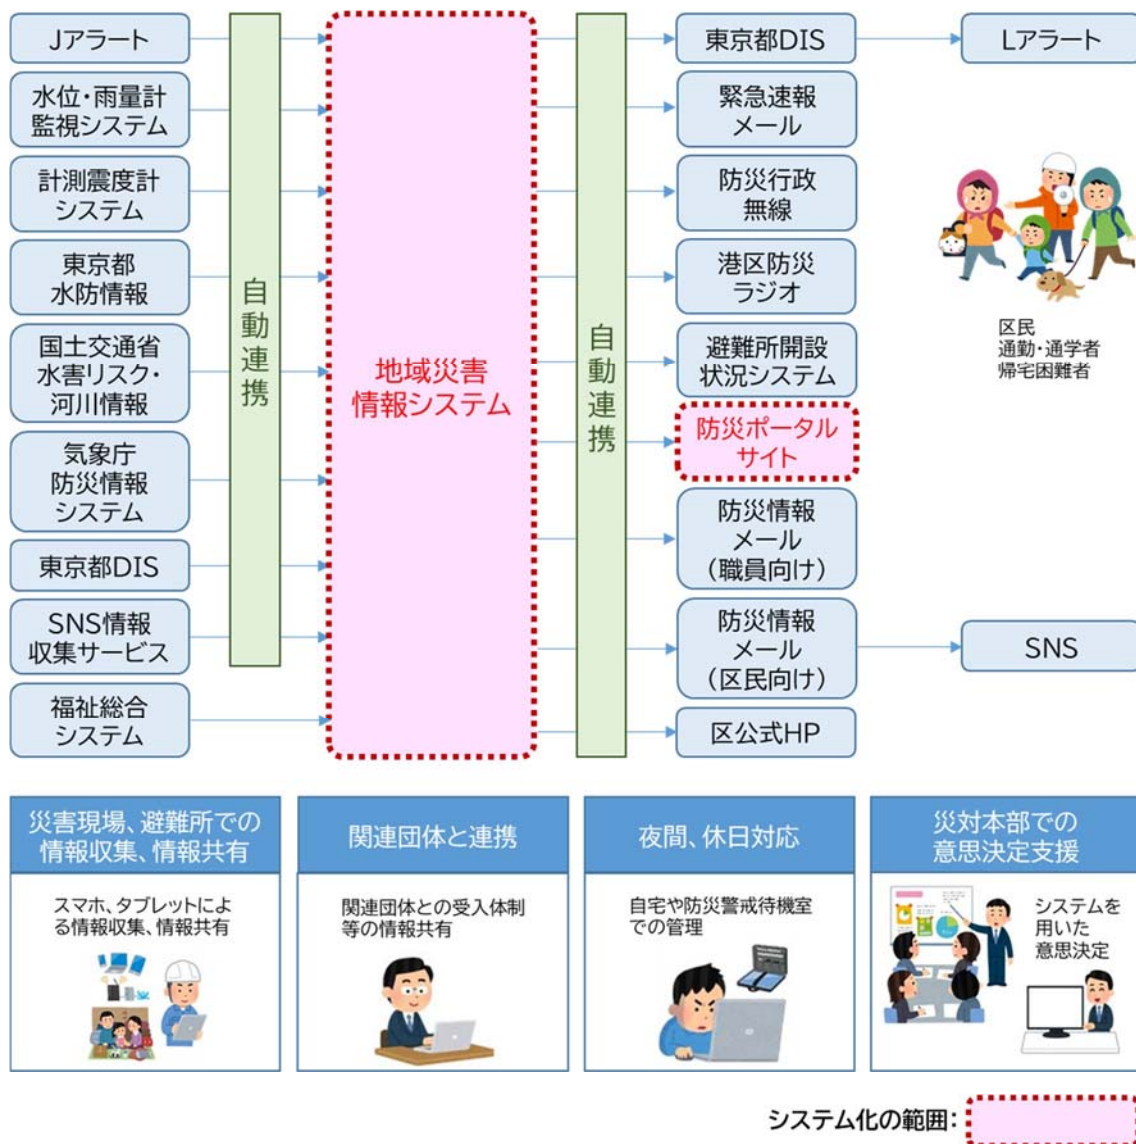 Jアラート
水位・雨量計
監視システム
計測震度計
システム
東京都
水防情報
国土交通省
水害リスク・
河川情報
気象庁
防災情報
システム
東京都DIS
SNS情報
収集サービス
福祉総合
システム
自動連携
地域災害
情報システム
自動連携
東京都DIS
緊急速報
メール
防災行政
無線
港区防災
ラジオ
避難所開設
状況システム
防災ポータル
サイト
防災情報
メール
（職員向け）
防災情報
メール
（区民向け）
区公式HP
Lアラート
区民
通勤・通学者
帰宅困難者
SNS
災害現場、避難所での
情報収集、情報共有
スマホ、タブレットによ
る情報収集、情報共有
関連団体と連携
関連団体との受入体制
等の情報共有
夜間、休日対応
自宅や防災警戒待機室
での管理
災対本部での
意思決定支援
システムを
用いた
意思決定
システム化の範囲：